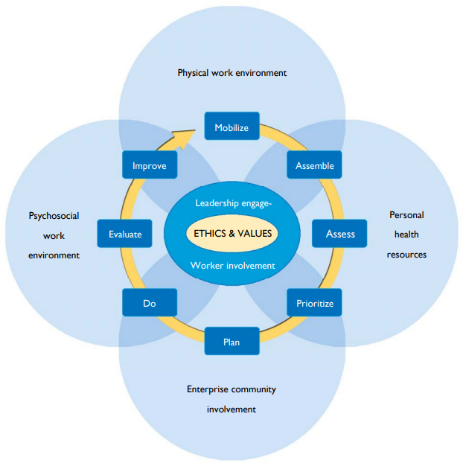 Physical work environment
Mobilize
Improve
Assemble
Leadership engage-
Psychosocial
work
environment
Evaluate
ETHICS & VALUES
Assess
Personal
health
resources
Worker involvement
Do
Prioritize
Plan
Enterprise community
involvement